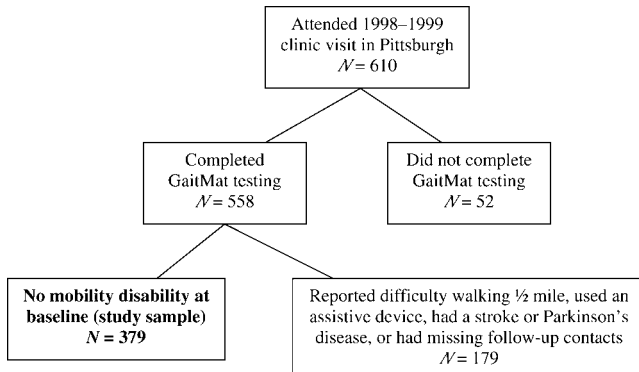 Attended 1998–1999
clinic visit in Pittsburgh
N = 610
Completed
GaitMat testing
N = 558
Did not complete
GaitMat testing
N = 52
No mobility disability at
baseline (study sample)
N = 379
Reported difficulty walking ½ mile, used an
assistive device, had a stroke or Parkinson’s
disease, or had missing follow-up contacts
N = 179